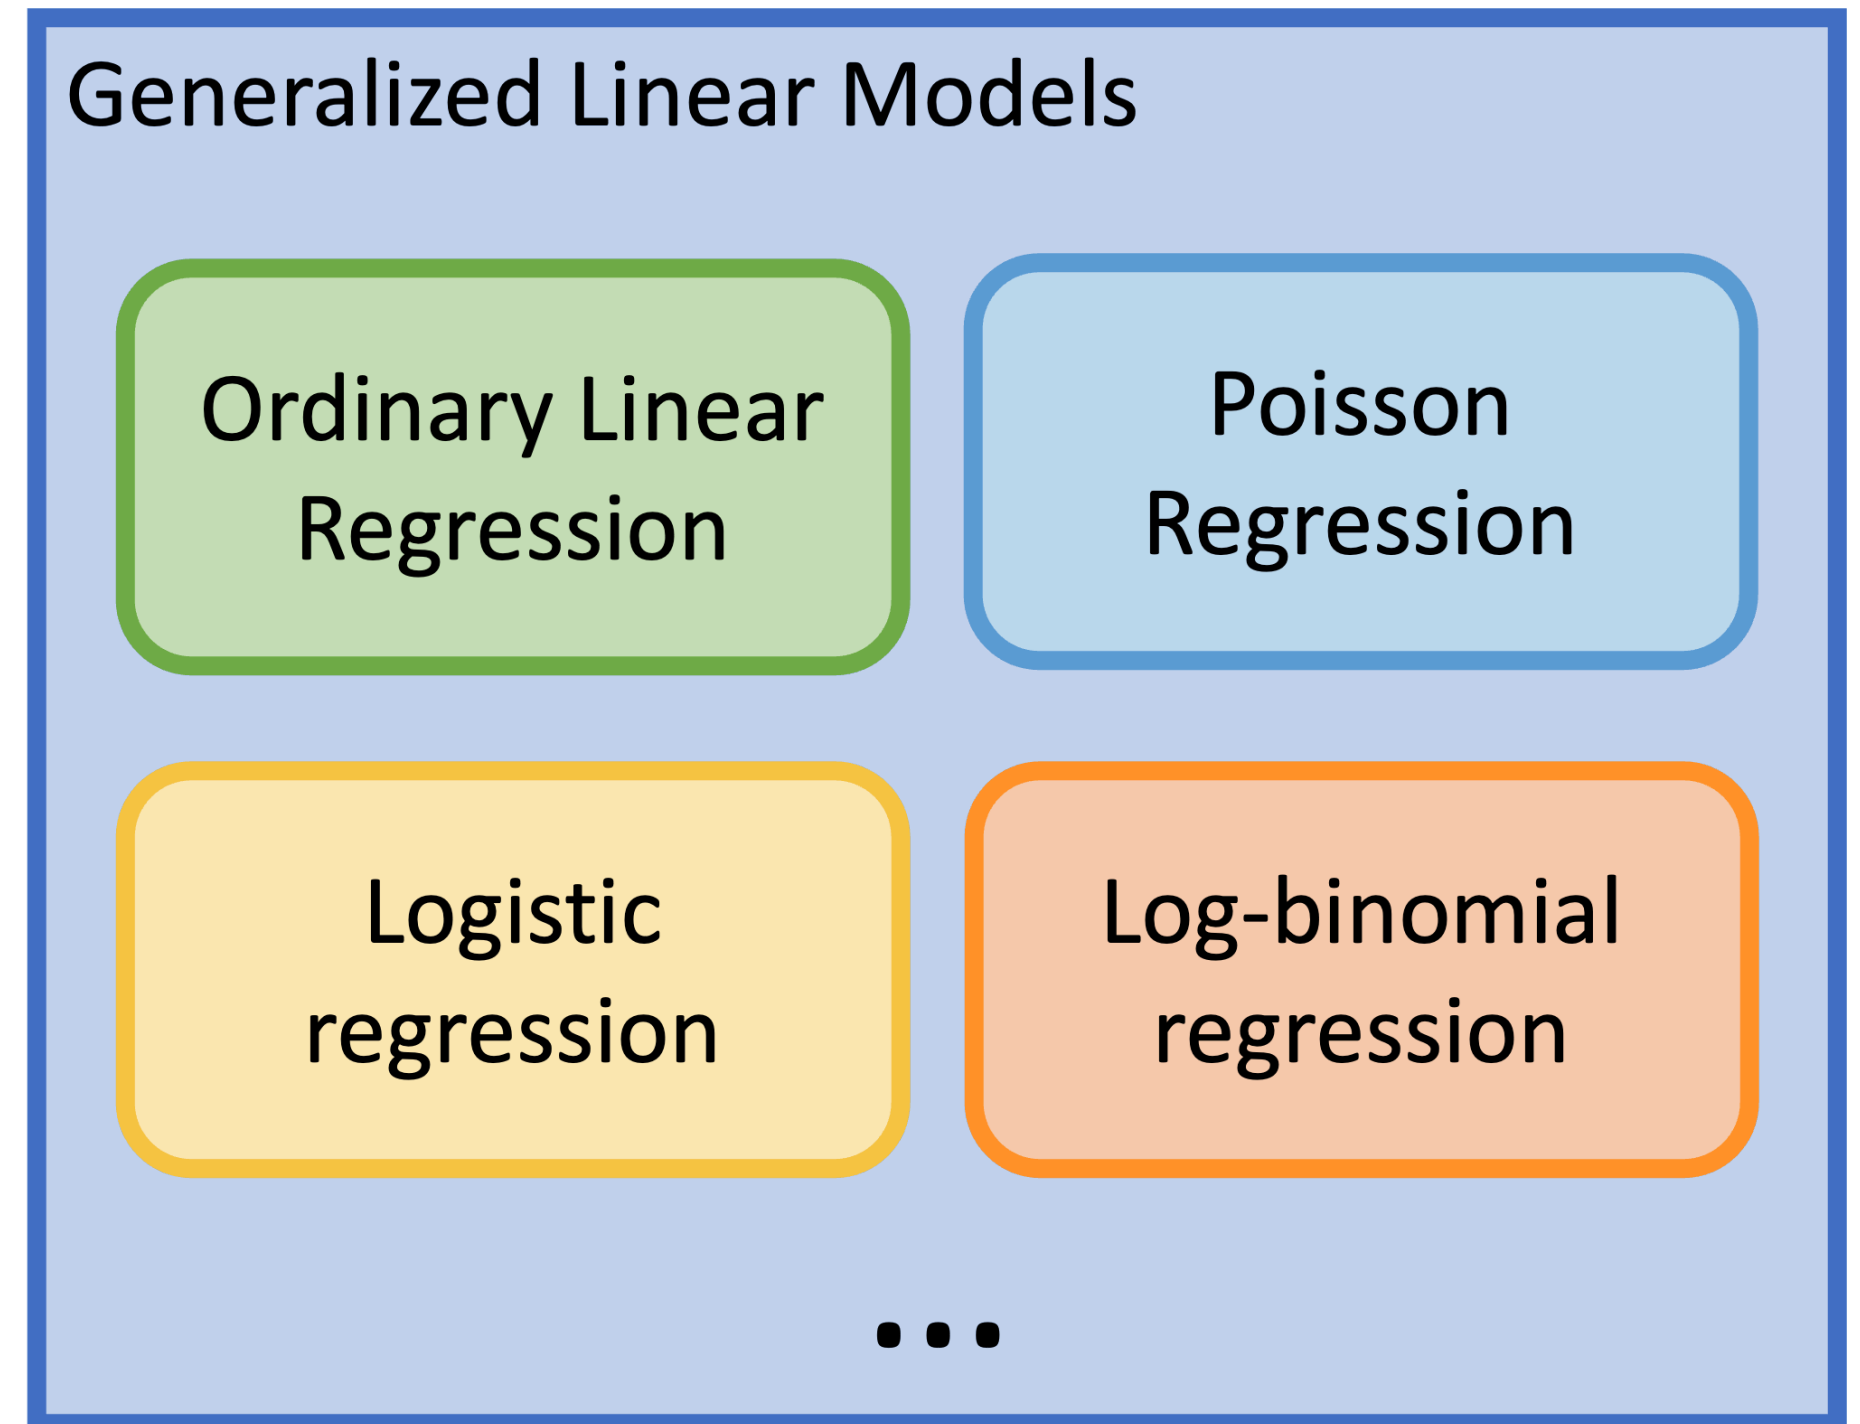 Generalized Linear Models
Ordinary Linear
Regression
Poisson
Regression
Logistic
regression
Log-binomial
regression
...